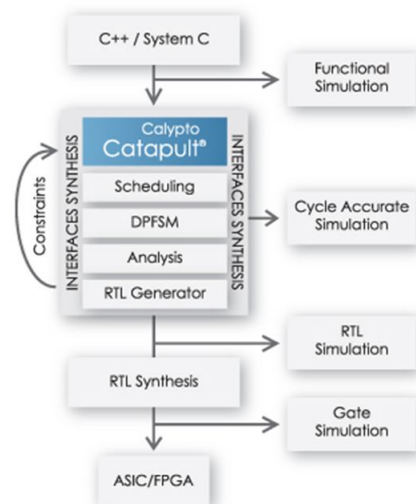 C++ / System C
Functional
Simulation
Calypto
Catapult®
INTERFACES SYNTHESIS
INTERFACES SYNTHESIS
Constraints
Scheduling
DPFSM
Analysis
RTL Generator
Cycle Accurate
Simulation
RTL
Simulation
RTL Synthesis
Gate
Simulation
ASIC/FPGA